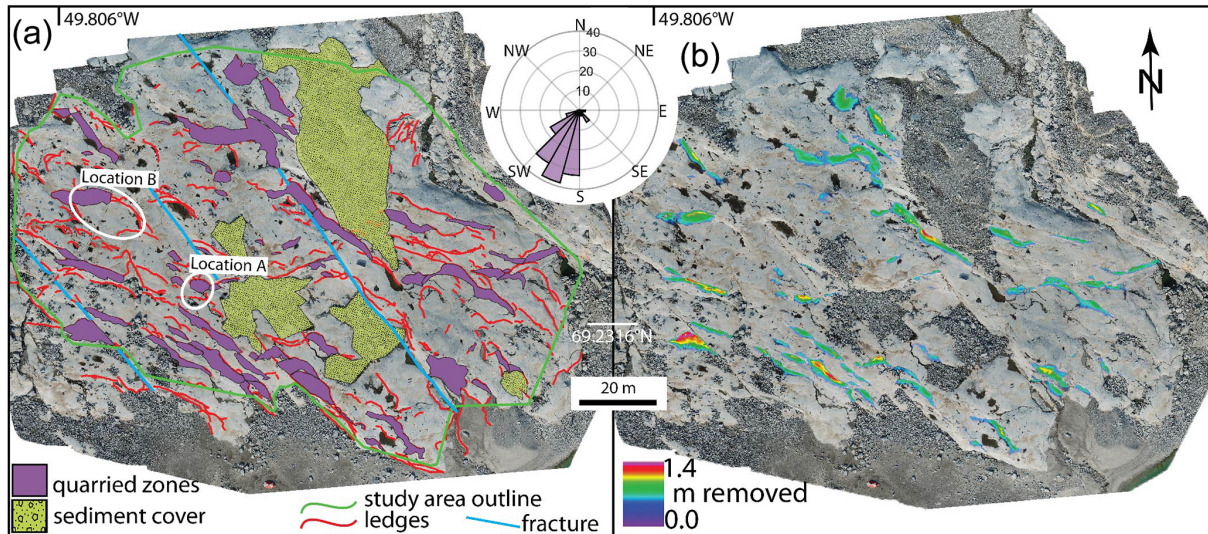 (a)
49.806°W
Location B
Location A
N
40
30
20
10
NW
NE
W
E
SW
SE
S
49.806°W
(b)
N
69.2316°N
20 m
quarried zones
sediment cover
study area outline
ledges
fracture
1.4
m removed
0.0